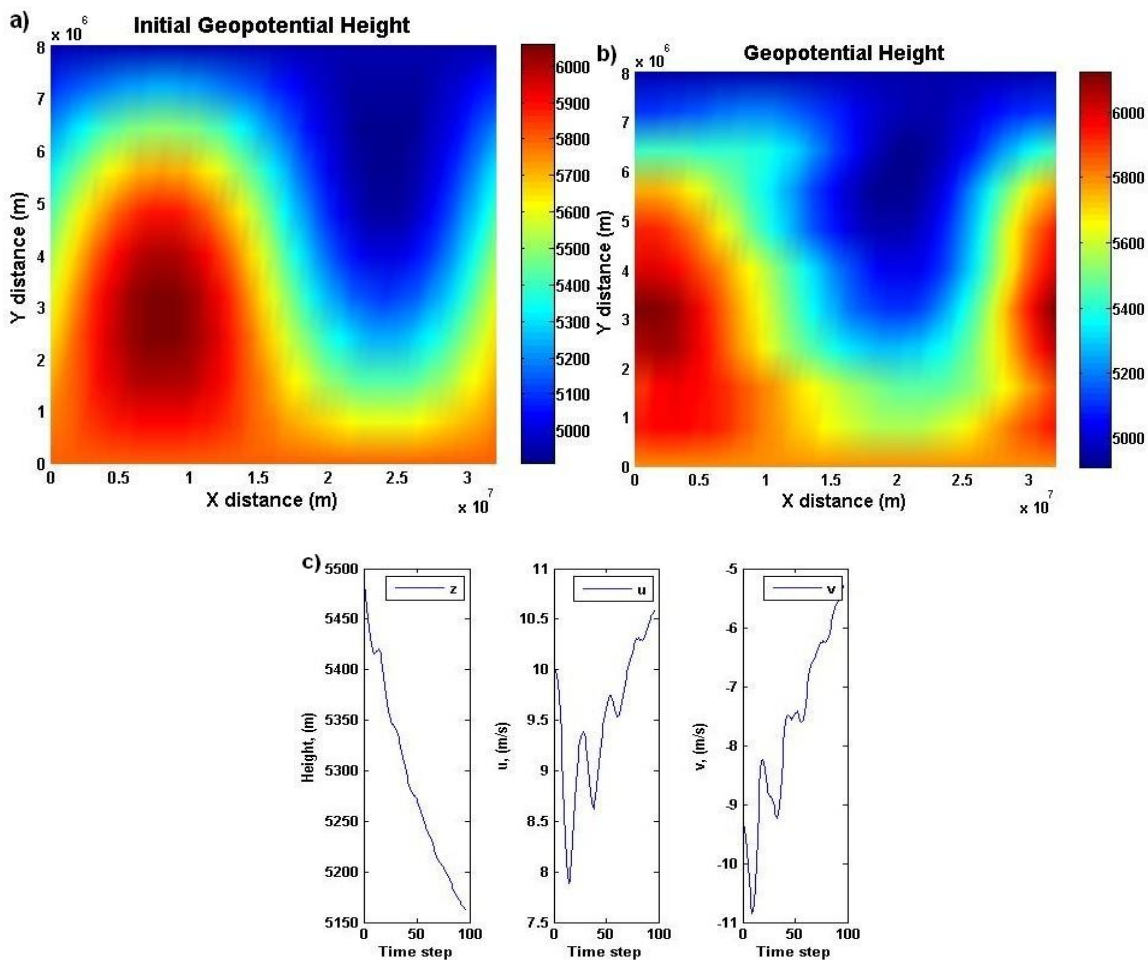 a)
Initial Geopotential Height
x 10^6
8
7
6
5
4
3
2
1
0
Y distance (m)
0 0.5 1 1.5 2 2.5 3
x 10^7
X distance (m)
6000
5900
5800
5700
5600
5500
5400
5300
5200
5100
5000
b)
Geopotential Height
x 10^6
8
7
6
5
4
3
2
1
0
Y distance (m)
0 0.5 1 1.5 2 2.5 3
x 10^7
X distance (m)
6000
5800
5600
5400
5200
5000
c)
z
5500
5450
5400
5350
5300
5250
5200
5150
Height, (m)
0 50 100
Time step
u
11
10.5
10
9.5
9
8.5
8
7.5
u, (m/s)
0 50 100
Time step
v
-5
-6
-7
-8
-9
-10
-11
v, (m/s)
0 50 100
Time step